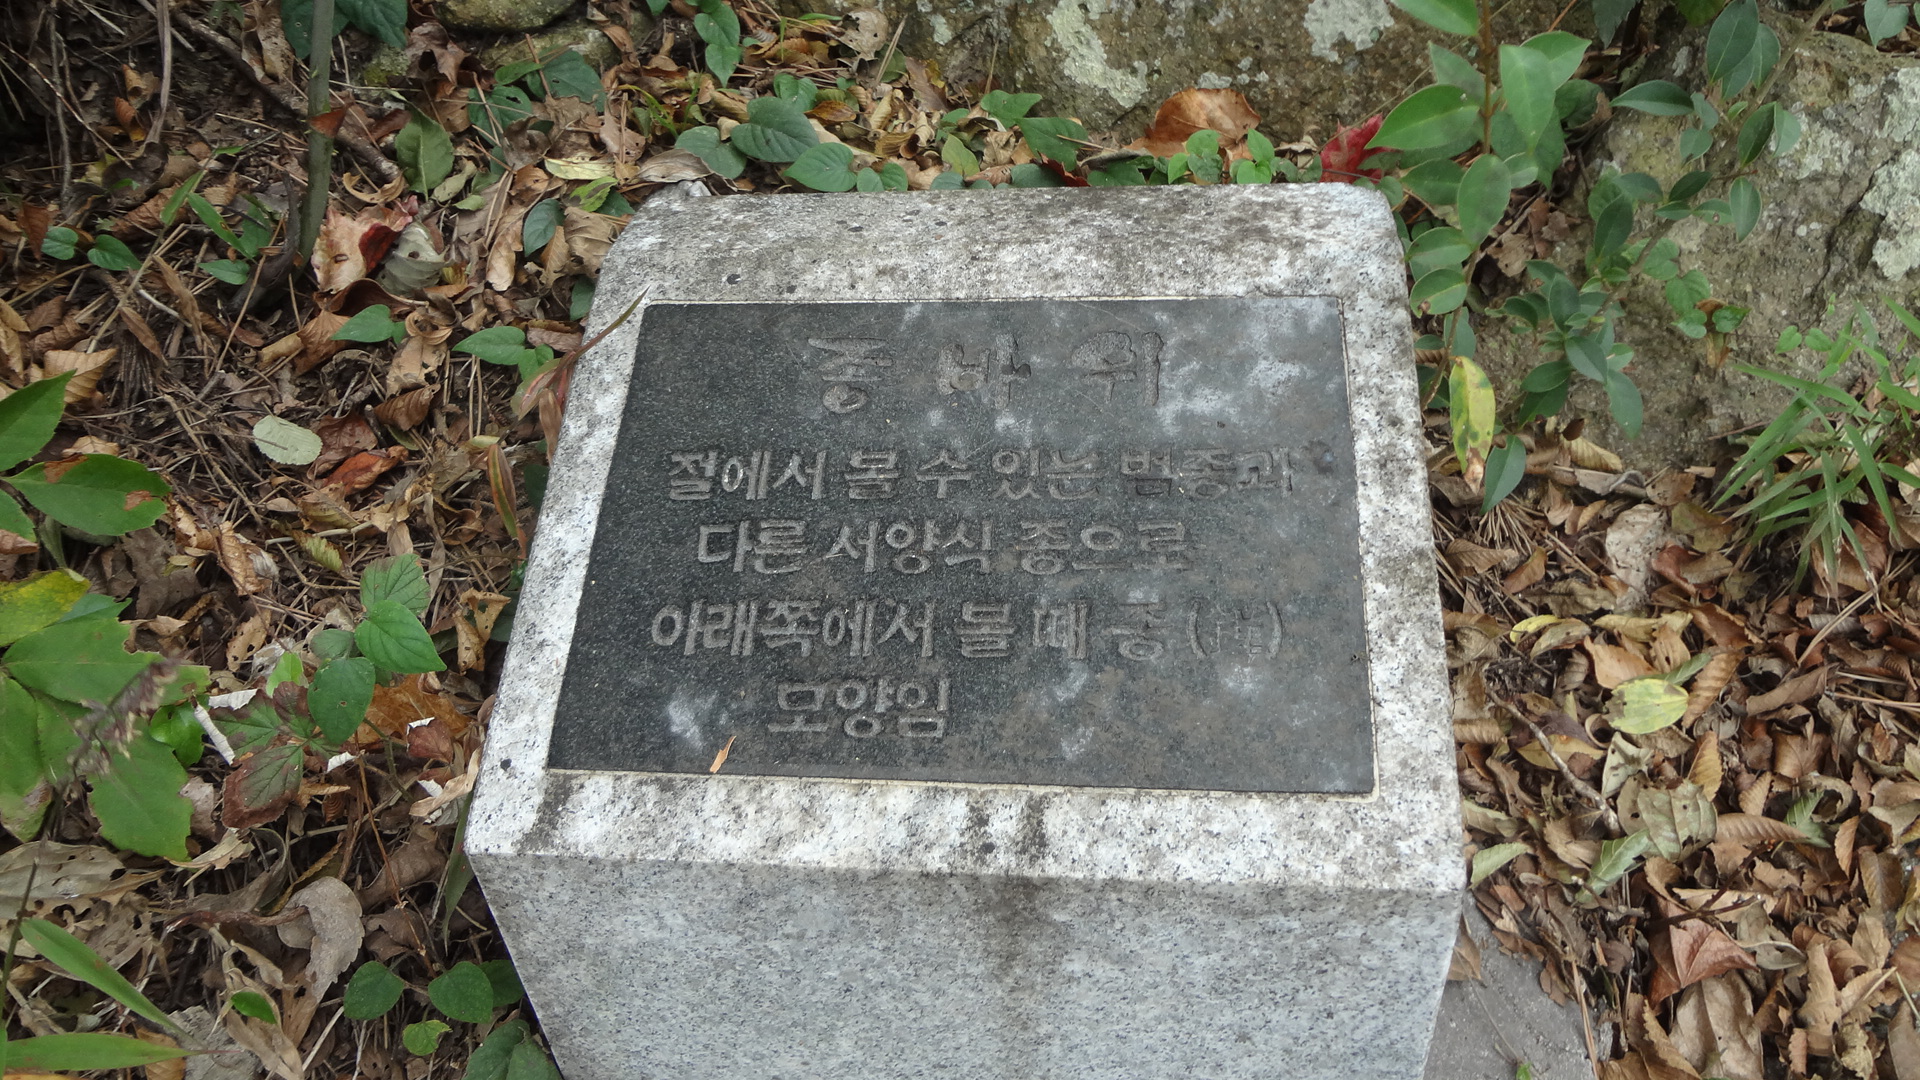 종 바 위
절에서 볼 수 있는 범종과
다른 서양식 종으로
아래쪽에서 볼 때 종( )
모양임